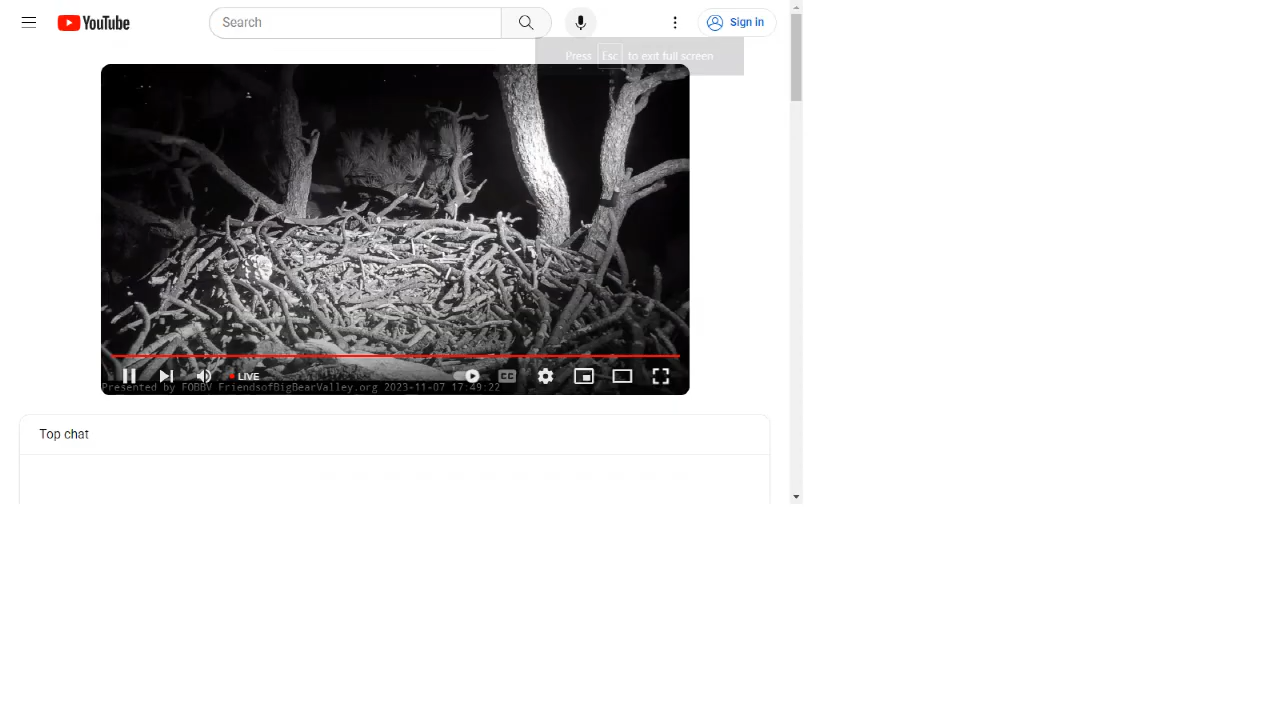 YouTube
Search
Sign in
Press Esc to exit full screen
LIVE
CC
Presented by FOBBV FriendsofBigBearValley.org 2023-11-07 17:49:22
Top chat